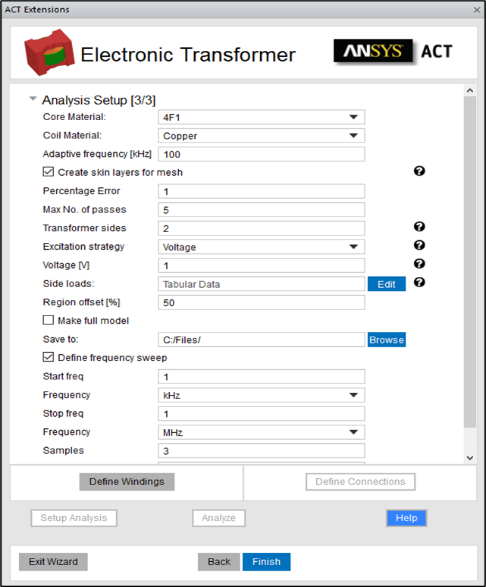 ACT Extensions
Electronic Transformer
ANSYS ACT
Analysis Setup [3/3]
Core Material: 4F1
Coil Material: Copper
Adaptive frequency [kHz] 100
Create skin layers for mesh
Percentage Error 1
Max No. of passes 5
Transformer sides 2
Excitation strategy Voltage
Voltage [V] 1
Side loads: Tabular Data Edit
Region offset [%] 50
Make full model
Save to: C:/Files/ Browse
Define frequency sweep
Start freq 1
Frequency kHz
Stop freq 1
Frequency MHz
Samples 3
Define Windings Define Connections
Setup Analysis Analyze Help
Exit Wizard Back Finish